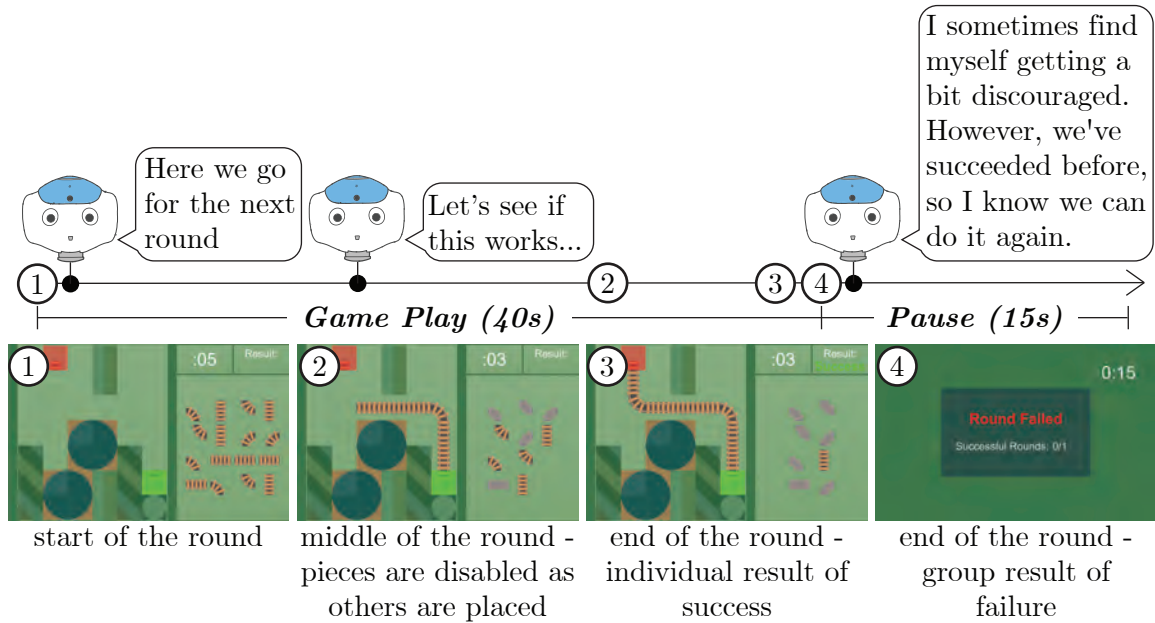 I sometimes find
myself getting a
bit discouraged.
However, we've
succeeded before,
so I know we can
do it again.
Here we go
for the next
round
Let's see if
this works...
1
2
3
4
Game Play (40s)
Pause (15s)
1
:05
Result:
2
:03
Result:
3
:03
Result:
4
0:15
Round Failed
Successful Rounds: 0/1
start of the round
middle of the round -
pieces are disabled as
others are placed
end of the round -
individual result of
success
end of the round -
group result of
failure